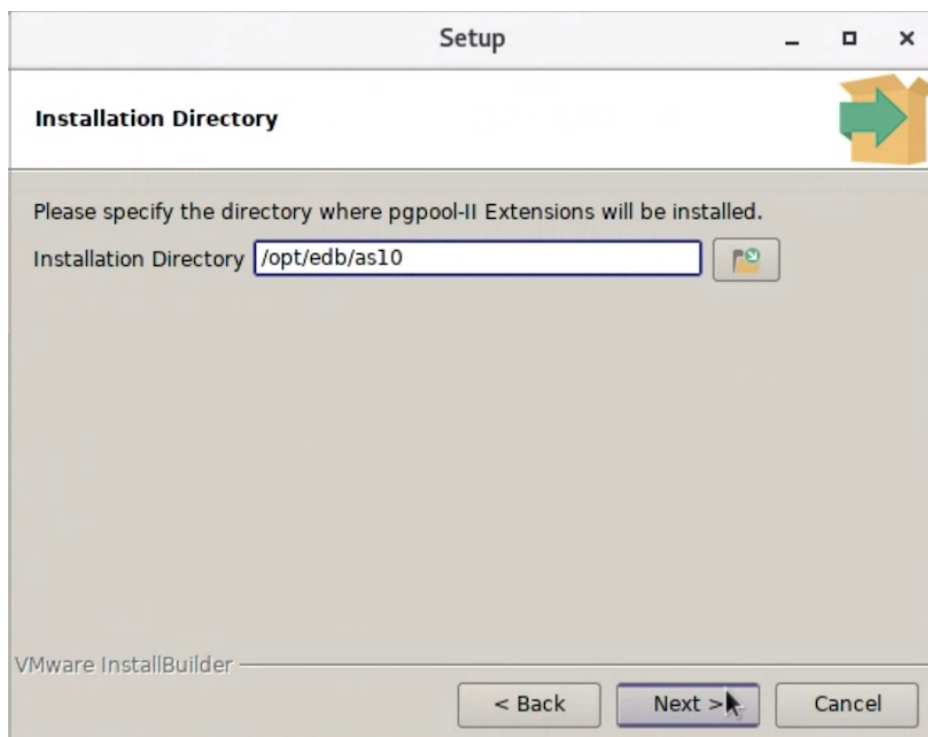 Setup
Installation Directory
Please specify the directory where pgpool-II Extensions will be installed.
Installation Directory /opt/edb/as10
VMware InstallBuilder
< Back Next > Cancel